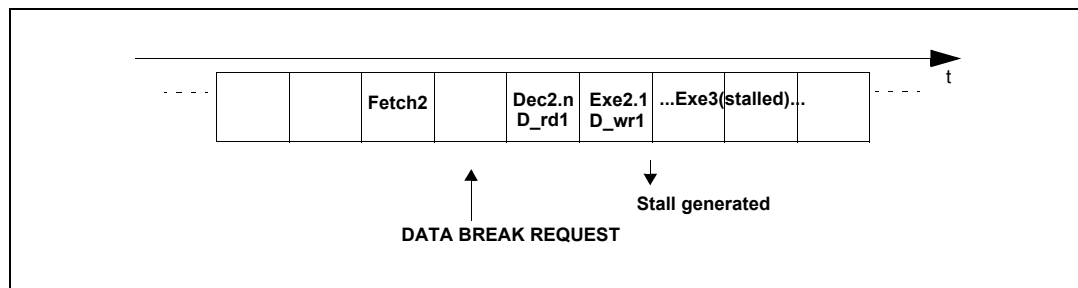 t
Fetch2
Dec2.n
D_rd1
Exe2.1
D_wr1
...Exe3(stalled)...
Stall generated
DATA BREAK REQUEST